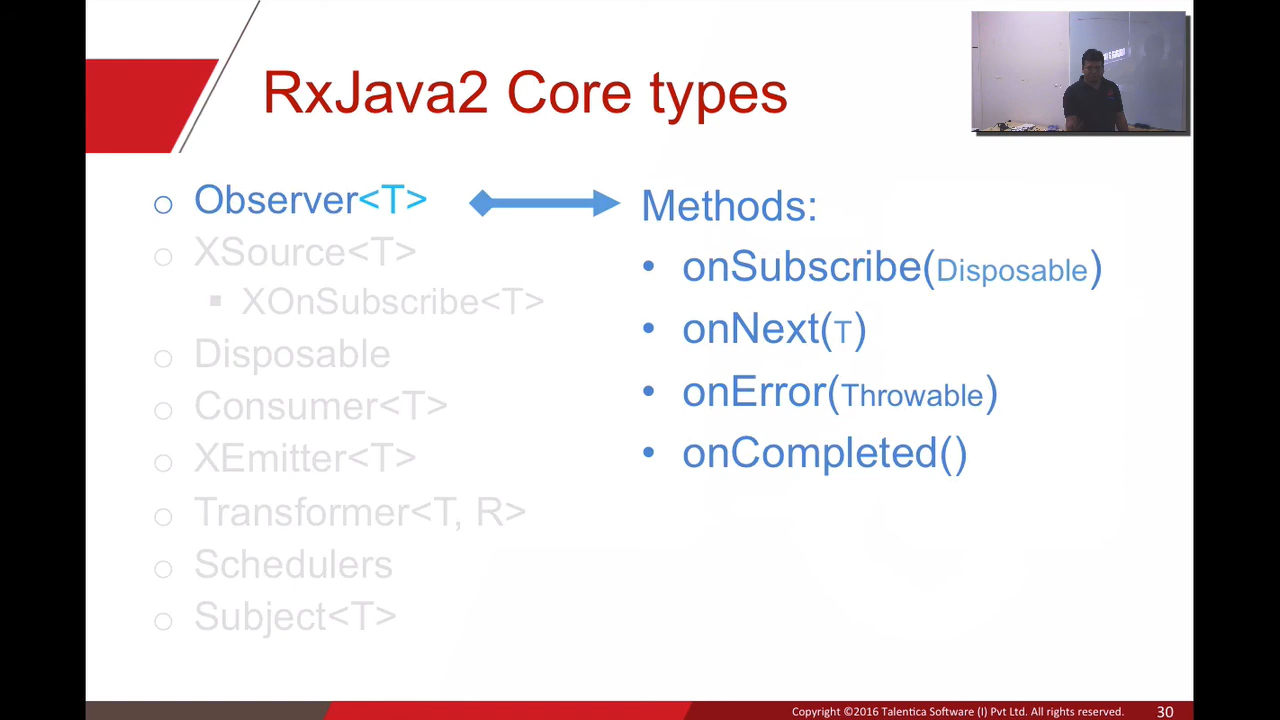 RxJava2 Core types
Observer<T>
XSource<T>
XOnSubscribe<T>
Disposable
Consumer<T>
XEmitter<T>
Transformer<T, R>
Schedulers
Subject<T>
Methods:
onSubscribe(Disposable)
onNext(T)
onError(Throwable)
onCompleted()
Copyright ©2016 Talentica Software (I) Pvt Ltd. All rights reserved.
30